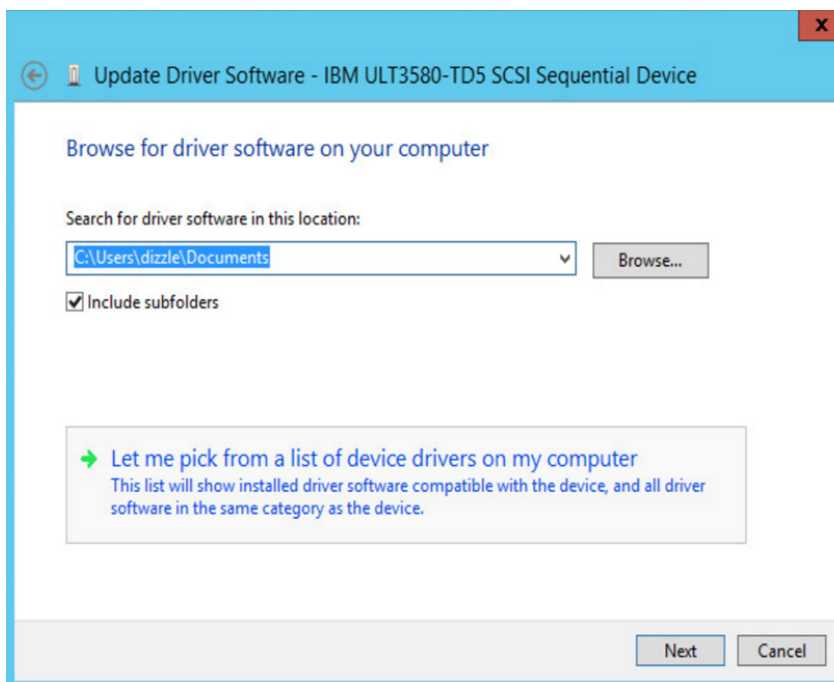 x
Update Driver Software - IBM ULT3580-TD5 SCSI Sequential Device
Browse for driver software on your computer
Search for driver software in this location:
C:\Users\dizzle\Documents
Browse...
Include subfolders
Let me pick from a list of device drivers on my computer
This list will show installed driver software compatible with the device, and all driver
software in the same category as the device.
Next
Cancel